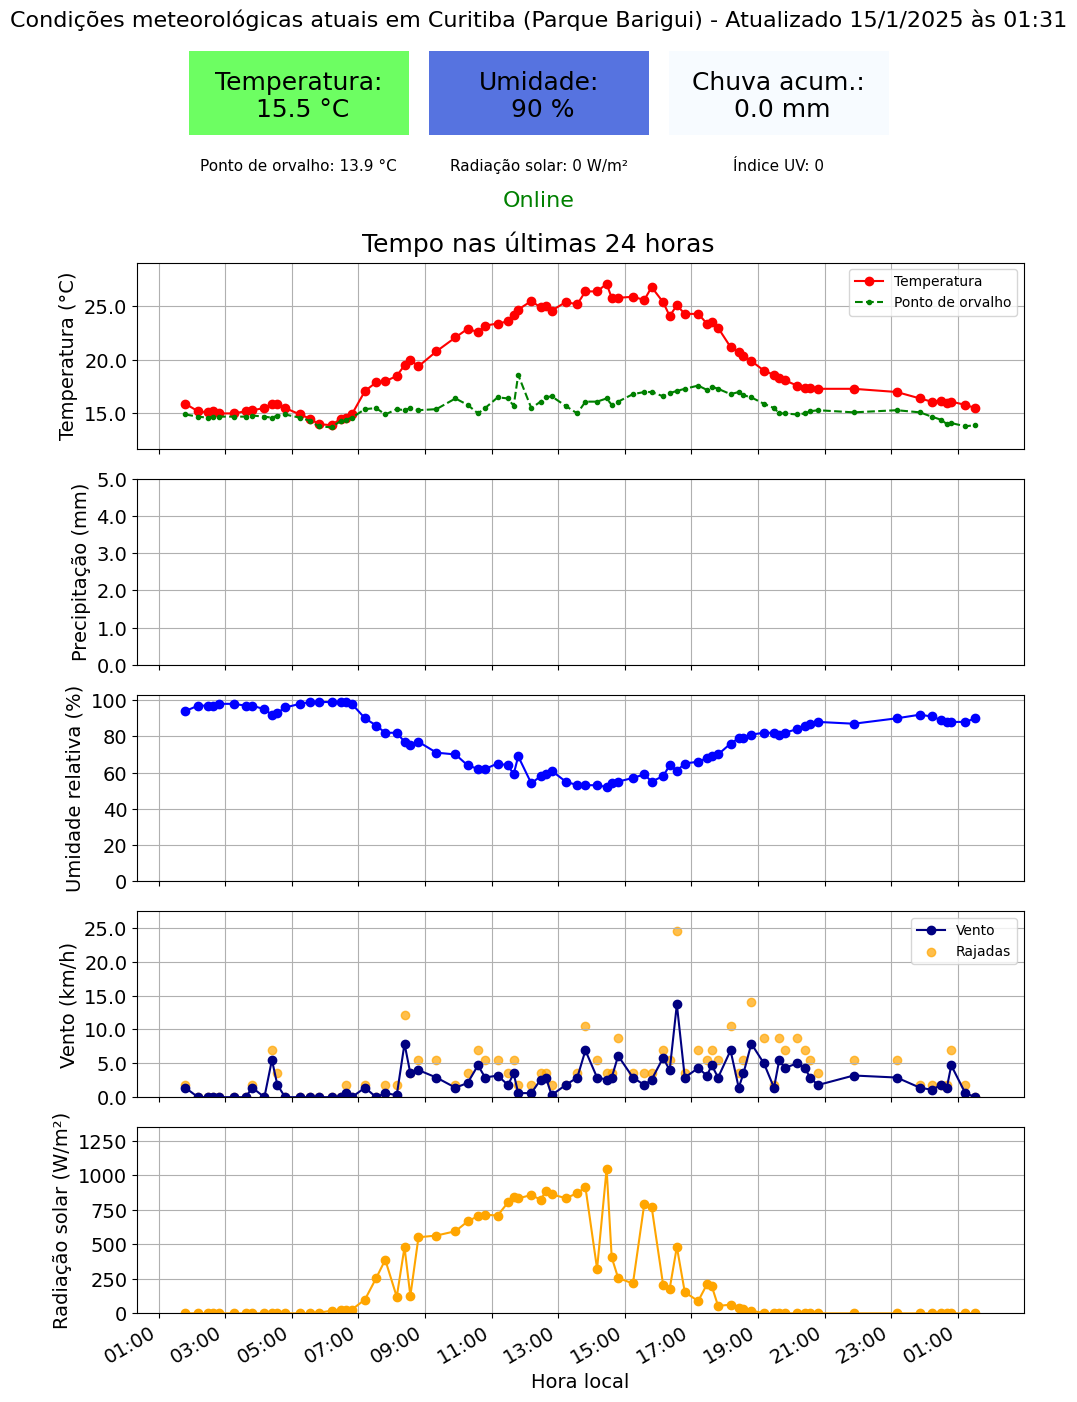 Condições meteorológicas atuais em Curitiba (Parque Barigui) - Atualizado 15/1/2025 às 01:31
Temperatura:
15.5 °C
Umidade:
90 %
Chuva acum.:
0.0 mm
Ponto de orvalho: 13.9 °C
Radiação solar: 0 W/m²
Índice UV: 0
Online
Tempo nas últimas 24 horas
Temperatura (°C)
25.0
20.0
15.0
Temperatura
Ponto de orvalho
Precipitação (mm)
5.0
4.0
3.0
2.0
1.0
0.0
Umidade relativa (%)
100
80
60
40
20
0
Vento (km/h)
25.0
20.0
15.0
10.0
5.0
0.0
Vento
Rajadas
Radiação solar (W/m²)
1250
1000
750
500
250
0
01:00 03:00 05:00 07:00 09:00 11:00 13:00 15:00 17:00 19:00 21:00 23:00 01:00
Hora local